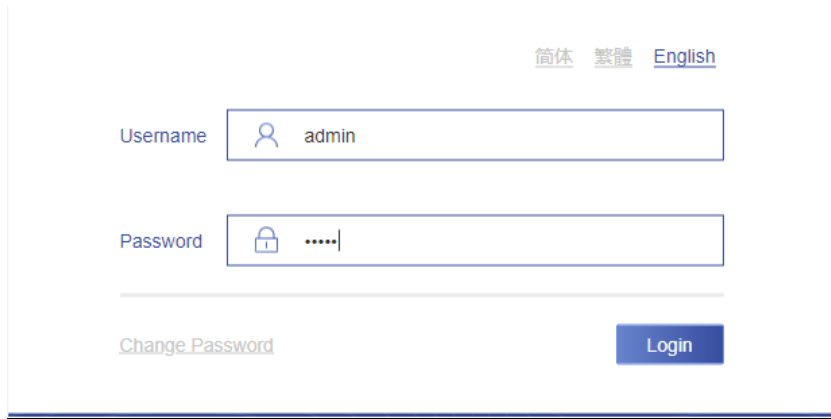 简体 繁體 English
Username admin
Password •••••
Change Password Login